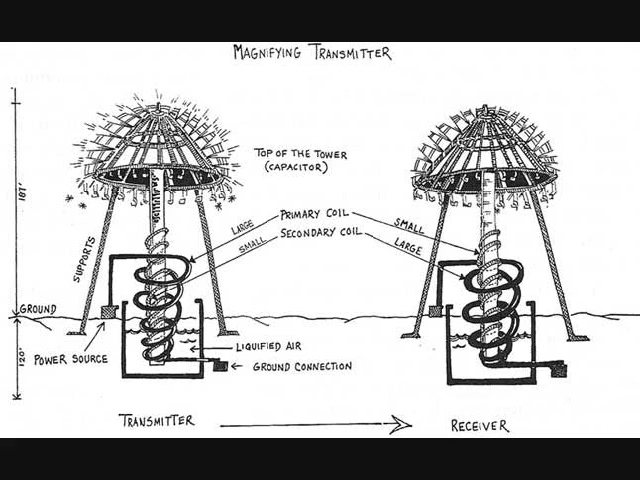 MAGNIFYING TRANSMITTER
TOP OF THE TOWER
(CAPACITOR)
187'
SUPPORTS
LARGE
PRIMARY COIL
SMALL
SMALL
SECONDARY COIL
LARGE
GROUND
POWER SOURCE
LIQUIFIED AIR
GROUND CONNECTION
120'
TRANSMITTER
RECEIVER